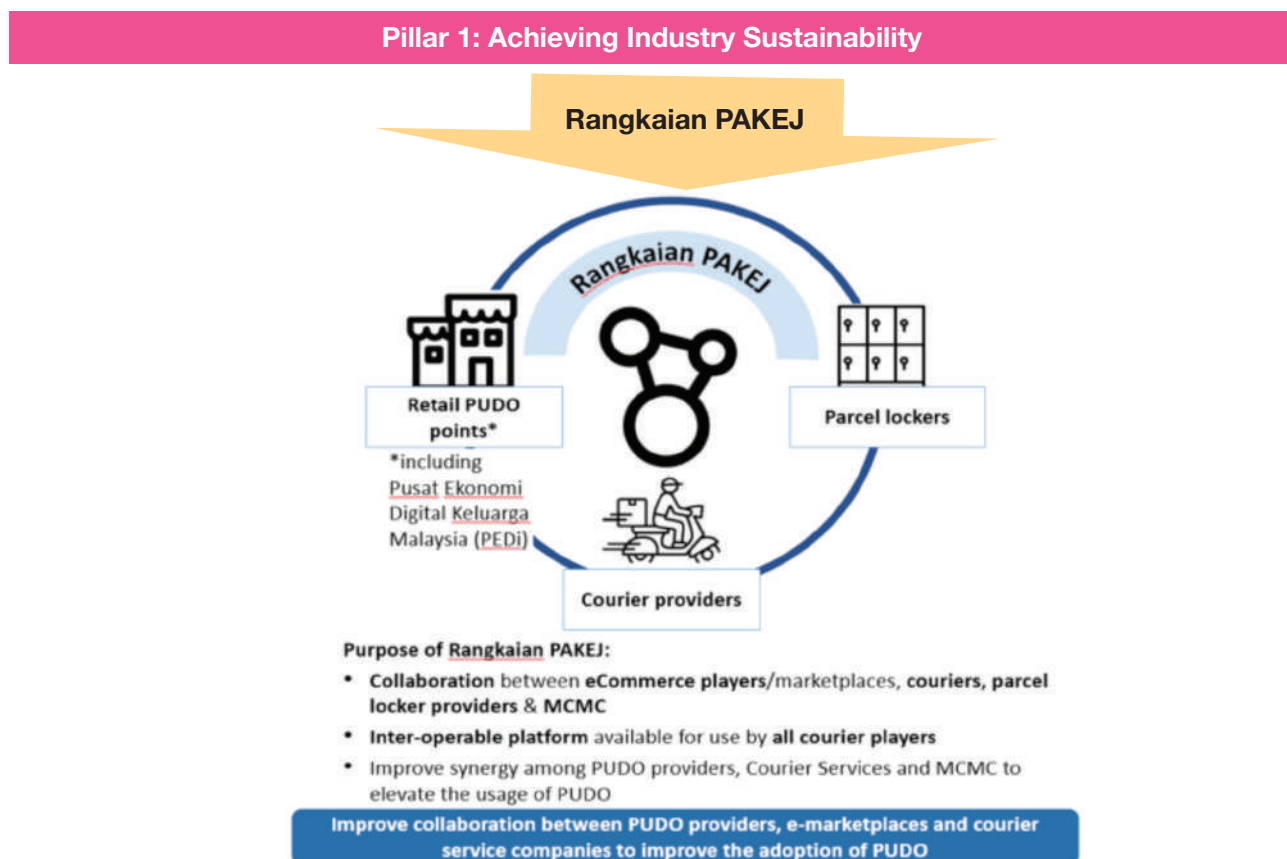 Pillar 1: Achieving Industry Sustainability
Rangkaian PAKEJ
Rangkaian PAKEJ
Retail PUDO
points*
*including
Pusat Ekonomi
Digital Keluarga
Malaysia (PEDi)
Parcel lockers
Courier providers
Purpose of Rangkaian PAKEJ:
• Collaboration between eCommerce players/marketplaces, couriers, parcel
locker providers & MCMC
• Inter-operable platform available for use by all courier players
• Improve synergy among PUDO providers, Courier Services and MCMC to
elevate the usage of PUDO
Improve collaboration between PUDO providers, e-marketplaces and courier
service companies to improve the adoption of PUDO